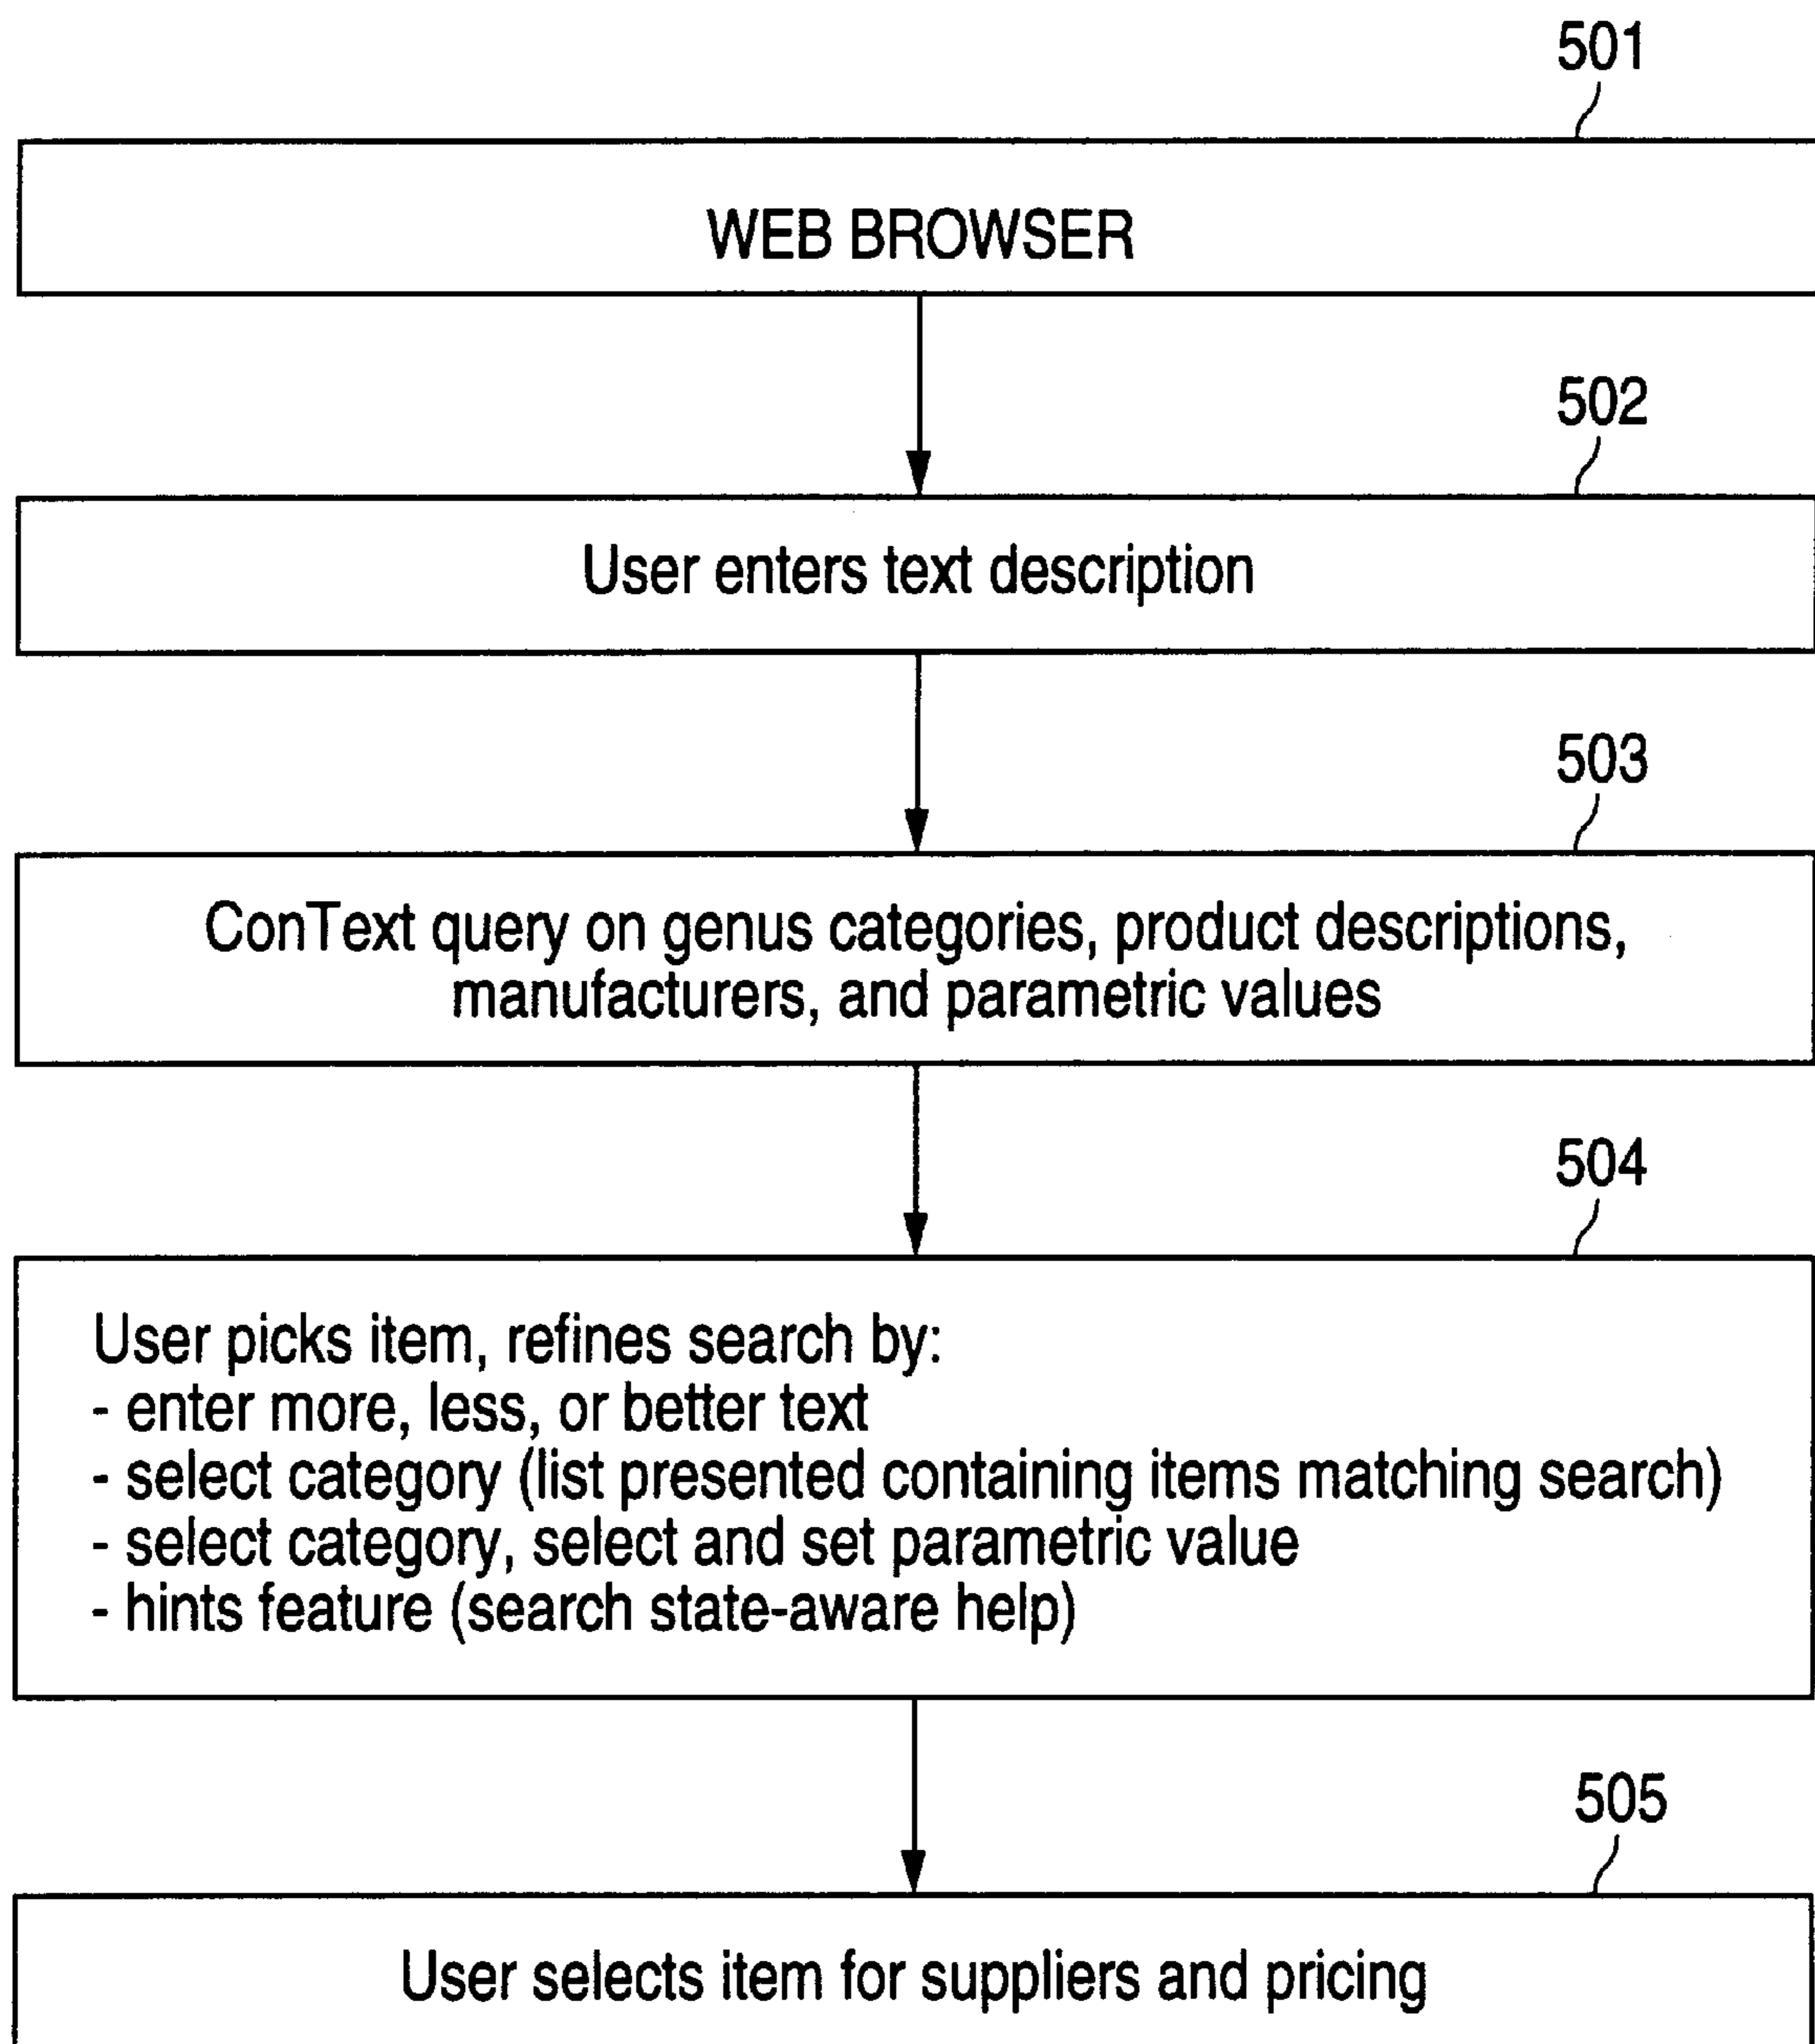 501
WEB BROWSER
502
User enters text description
503
ConText query on genus categories, product descriptions,
manufacturers, and parametric values
504
User picks item, refines search by:
- enter more, less, or better text
- select category (list presented containing items matching search)
- select category, select and set parametric value
- hints feature (search state-aware help)
505
User selects item for suppliers and pricing